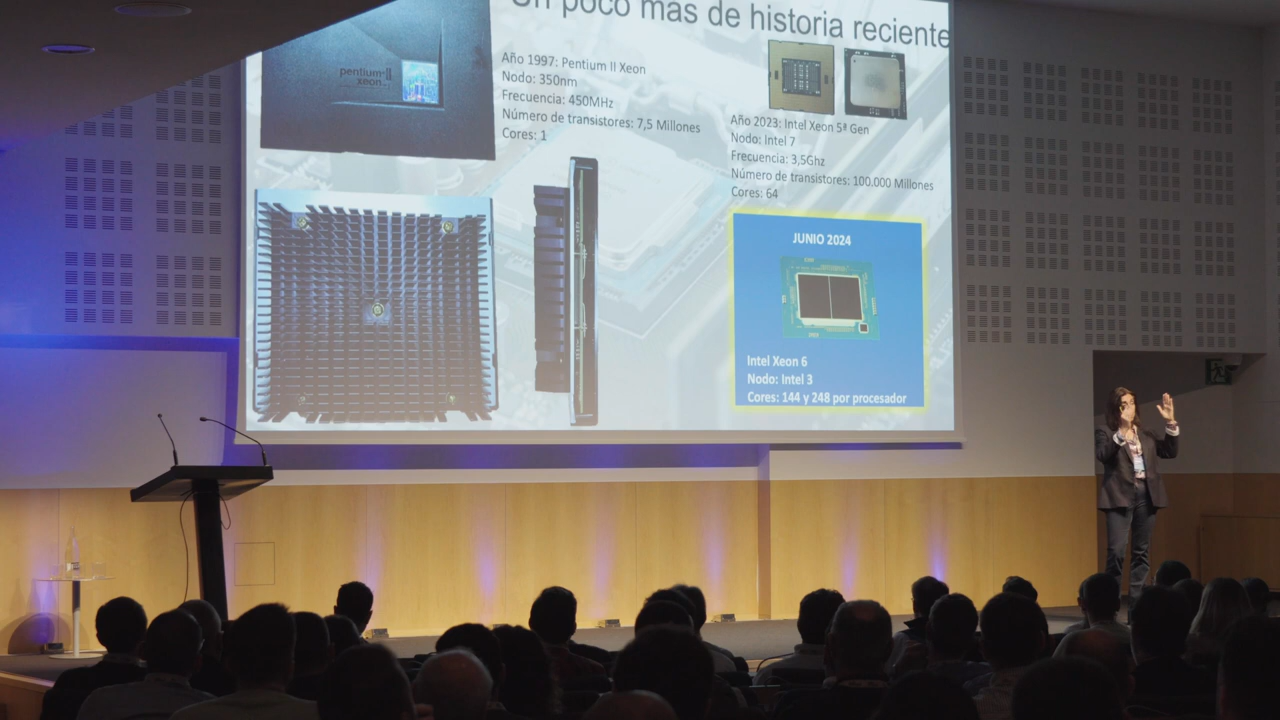 Un poco mas de historia reciente
pentium II
xeon
Año 1997: Pentium II Xeon
Nodo: 350nm
Frecuencia: 450MHz
Número de transistores: 7,5 Millones
Cores: 1
Año 2023: Intel Xeon 5ª Gen
Nodo: Intel 7
Frecuencia: 3,5Ghz
Número de transistores: 100.000 Millones
Cores: 64
JUNIO 2024
Intel Xeon 6
Nodo: Intel 3
Cores: 144 y 248 por procesador